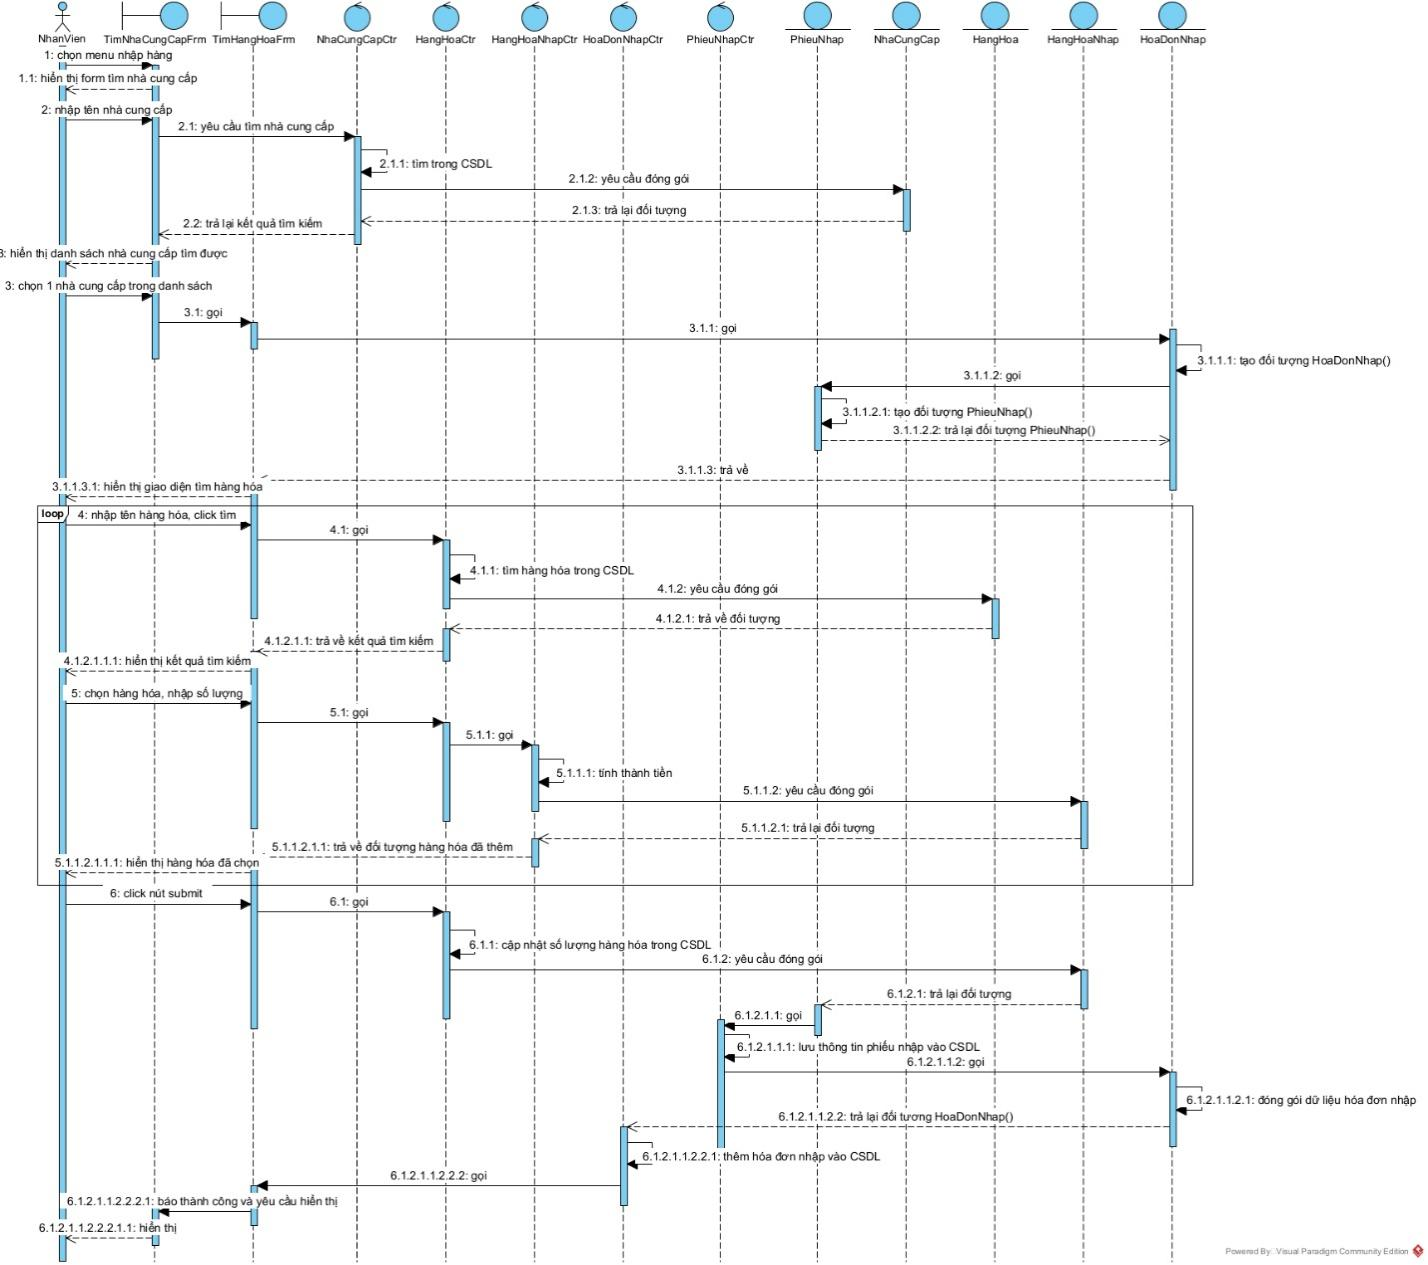 NhanVien TimNhaCungCapFrm TimHangHoaFrm NhaCungCapCtr HangHoaCtr HangHoaNhapCtr HoaDonNhapCtr PhieuNhapCtr PhieuNhap NhaCungCap HangHoa HangHoaNhap HoaDonNhap
1: chọn menu nhập hàng
1.1: hiển thị form tìm nhà cung cấp
2: nhập tên nhà cung cấp
2.1: yêu cầu tìm nhà cung cấp
2.1.1: tìm trong CSDL
2.1.2: yêu cầu đóng gói
2.1.3: trả lại đối tượng
2.2: trả lại kết quả tìm kiếm
3: hiển thị danh sách nhà cung cấp tìm được
3: chọn 1 nhà cung cấp trong danh sách
3.1: gọi
3.1.1: gọi
3.1.1.1: tạo đối tượng HoaDonNhap()
3.1.1.2: gọi
3.1.1.2.1: tạo đối tượng PhieuNhap()
3.1.1.2.2: trả lại đối tượng PhieuNhap()
3.1.1.3: trả về
3.1.1.3.1: hiển thị giao diện tìm hàng hóa
loop
4: nhập tên hàng hóa, click tìm
4.1: gọi
4.1.1: tìm hàng hóa trong CSDL
4.1.2: yêu cầu đóng gói
4.1.2.1: trả về đối tượng
4.1.2.1.1: trả về kết quả tìm kiếm
4.1.2.1.1.1: hiển thị kết quả tìm kiếm
5: chọn hàng hóa, nhập số lượng
5.1: gọi
5.1.1: gọi
5.1.1.1: tính thành tiền
5.1.1.2: yêu cầu đóng gói
5.1.1.2.1: trả lại đối tượng
5.1.1.2.1.1: trả về đối tượng hàng hóa đã thêm
5.1.1.2.1.1.1: hiển thị hàng hóa đã chọn
6: click nút submit
6.1: gọi
6.1.1: cập nhật số lượng hàng hóa trong CSDL
6.1.2: yêu cầu đóng gói
6.1.2.1: trả lại đối tượng
6.1.2.1.1: gọi
6.1.2.1.1.1: lưu thông tin phiếu nhập vào CSDL
6.1.2.1.1.2: gọi
6.1.2.1.1.2.1: đóng gói dữ liệu hóa đơn nhập
6.1.2.1.1.2.2: trả lại đối tương HoaDonNhap()
6.1.2.1.1.2.2.1: thêm hóa đơn nhập vào CSDL
6.1.2.1.1.2.2.2: gọi
6.1.2.1.1.2.2.2.1: báo thành công và yêu cầu hiển thị
6.1.2.1.1.2.2.2.1.1: hiển thị
Powered By: Visual Paradigm Community Edition